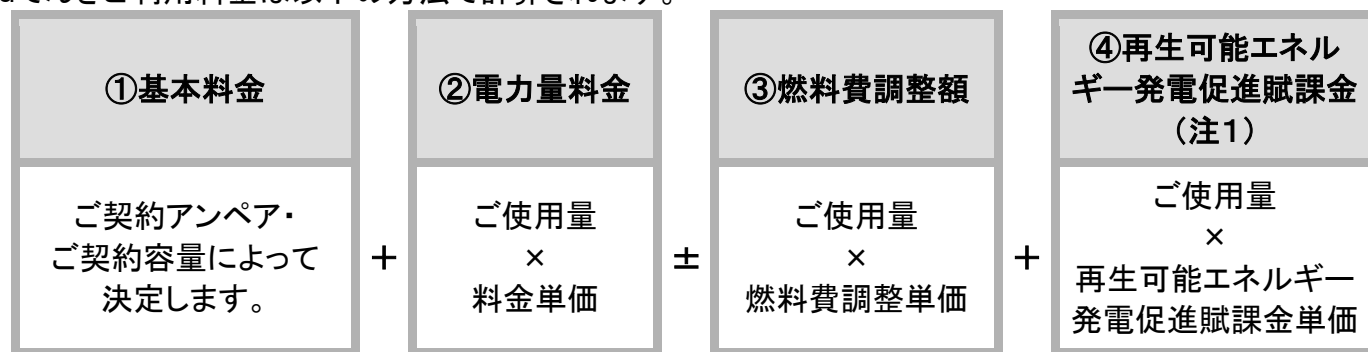 ①基本料金
②電力量料金
③燃料費調整額
④再生可能エネル
ギー発電促進賦課金
(注1)
ご契約アンペア・
ご契約容量によって
決定します。
+
ご使用量
×
料金単価
±
ご使用量
×
燃料費調整単価
+
ご使用量
×
再生可能エネルギー
発電促進賦課金単価